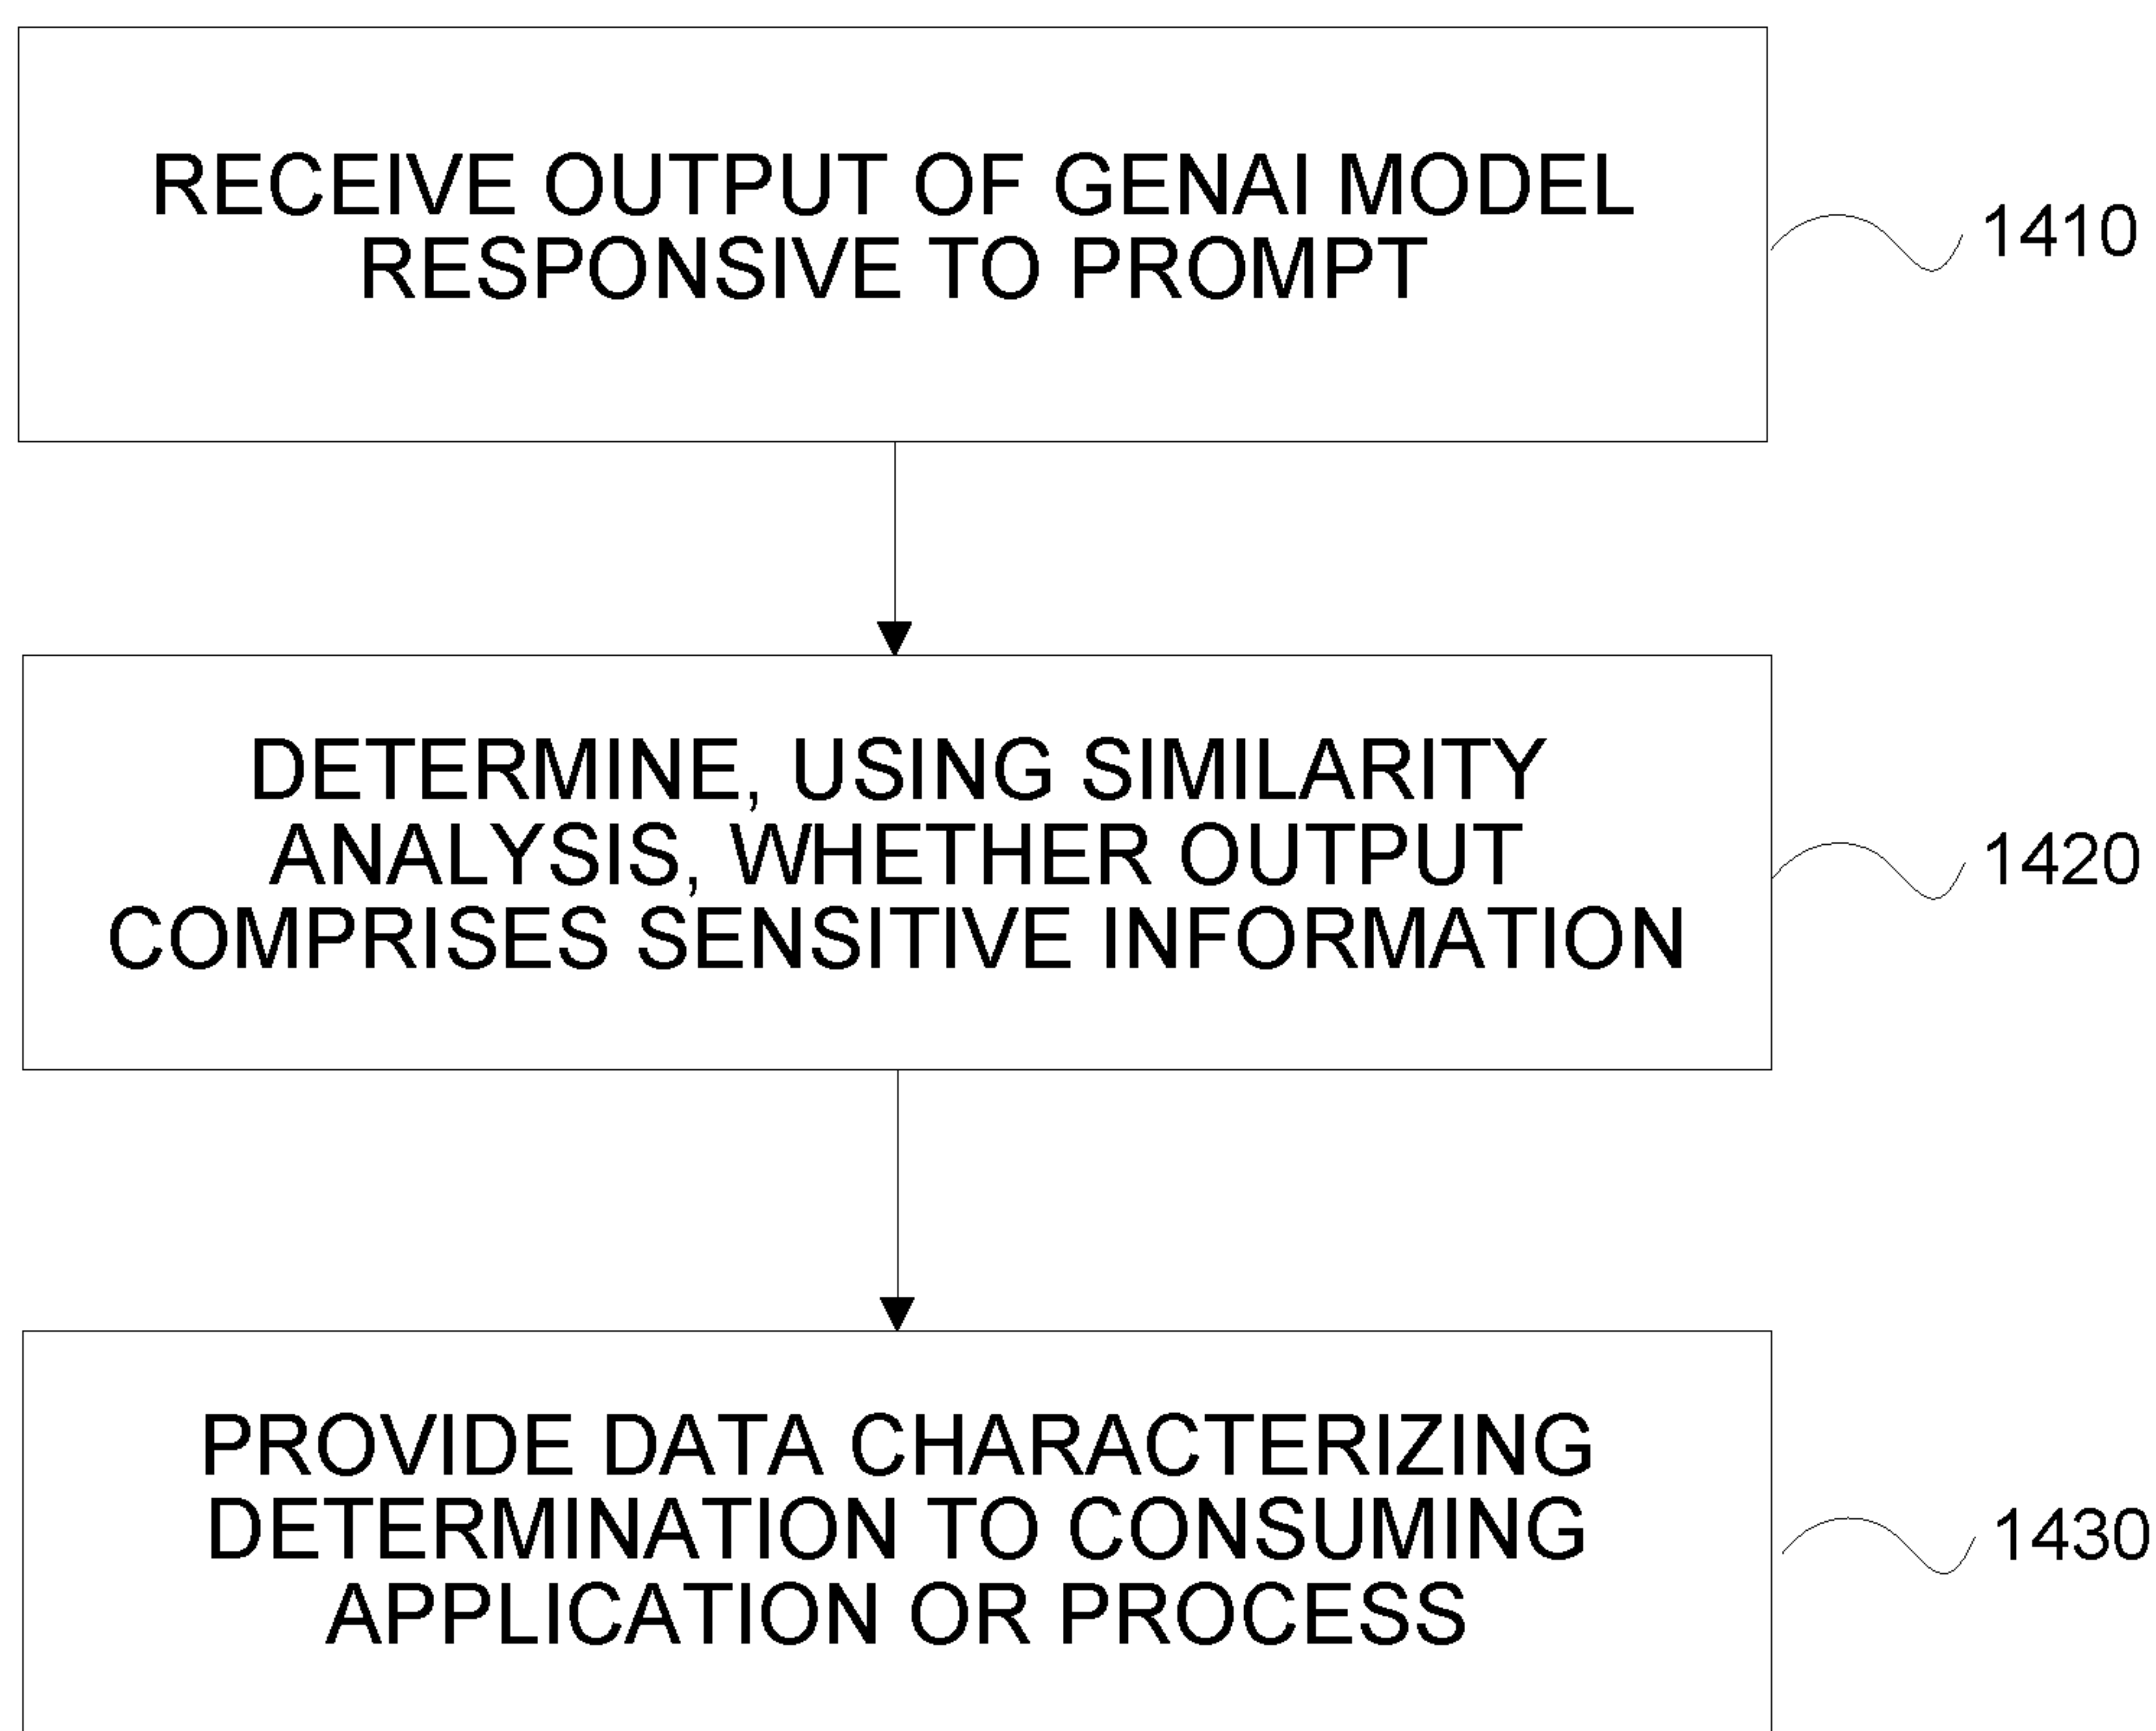 RECEIVE OUTPUT OF GENAI MODEL
RESPONSIVE TO PROMPT
1410
DETERMINE, USING SIMILARITY
ANALYSIS, WHETHER OUTPUT
COMPRISES SENSITIVE INFORMATION
1420
PROVIDE DATA CHARACTERIZING
DETERMINATION TO CONSUMING
APPLICATION OR PROCESS
1430